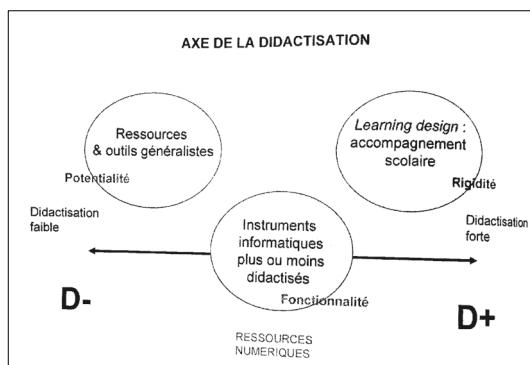 AXE DE LA DIDACTISATION
Ressources
& outils généralistes
Potentialité
Learning design :
accompagnement
scolaire
Rigidité
Didactisation
faible
Didactisation
forte
Instruments
informatiques
plus ou moins
didactisés
Fonctionnalité
D-
D+
RESSOURCES
NUMERIQUES